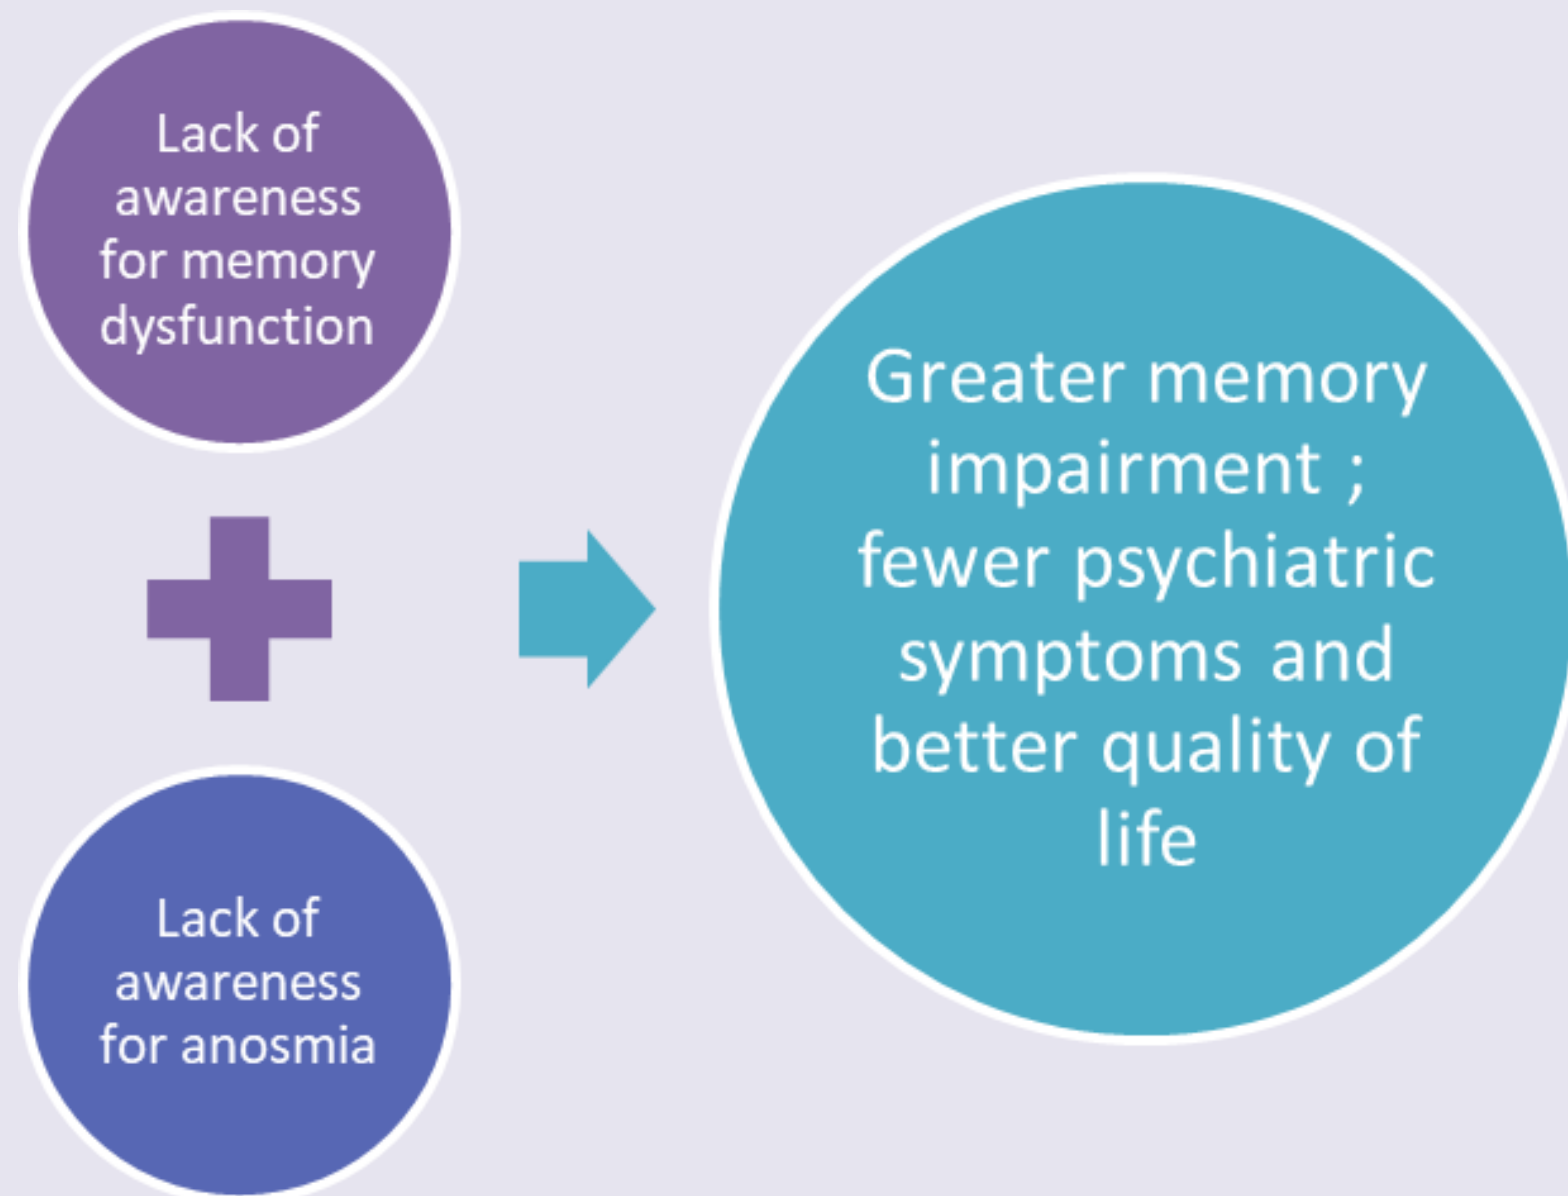 Lack of
awareness
for memory
dysfunction
Lack of
awareness
for anosmia
Greater memory
impairment ;
fewer psychiatric
symptoms and
better quality of
life